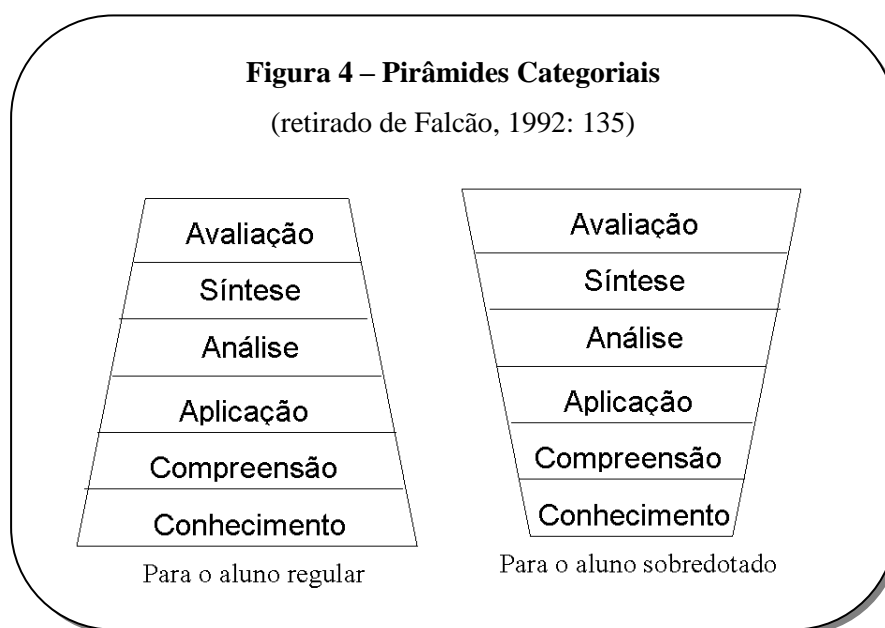 Figura 4 – Pirâmides Categoriais
(retirado de Falcão, 1992: 135)
Avaliação
Síntese
Análise
Aplicação
Compreensão
Conhecimento
Para o aluno regular
Avaliação
Síntese
Análise
Aplicação
Compreensão
Conhecimento
Para o aluno sobredotado